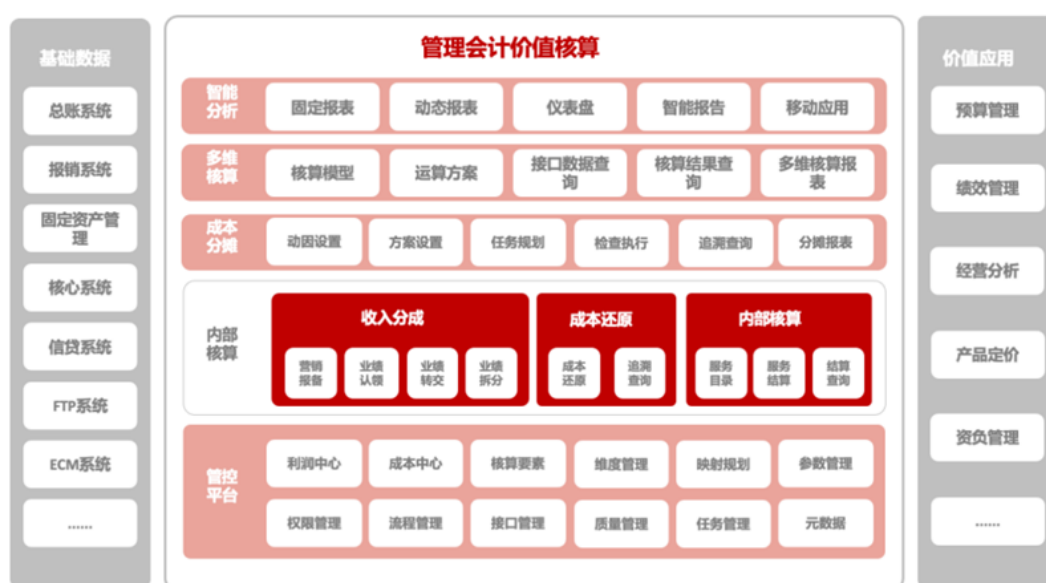 基础数据
总账系统
报销系统
固定资产管
理
核心系统
信贷系统
FTP系统
ECM系统
......
管理会计价值核算
智能
分析
固定报表
动态报表
仪表盘
智能报告
移动应用
多维
核算
核算模型
运算方案
接口数据查
询
核算结果查
询
多维核算报
表
成本
分摊
动因设置
方案设置
任务规划
检查执行
追溯查询
分摊报表
内部
核算
收入分成
营销
报备
业绩
认领
业绩
转交
业绩
拆分
成本还原
成本
还原
追溯
查询
内部核算
服务
目录
服务
结算
结算
查询
管控
平台
利润中心
成本中心
核算要素
维度管理
映射规划
参数管理
权限管理
流程管理
接口管理
质量管理
任务管理
元数据
价值应用
预算管理
绩效管理
经营分析
产品定价
资负管理
......